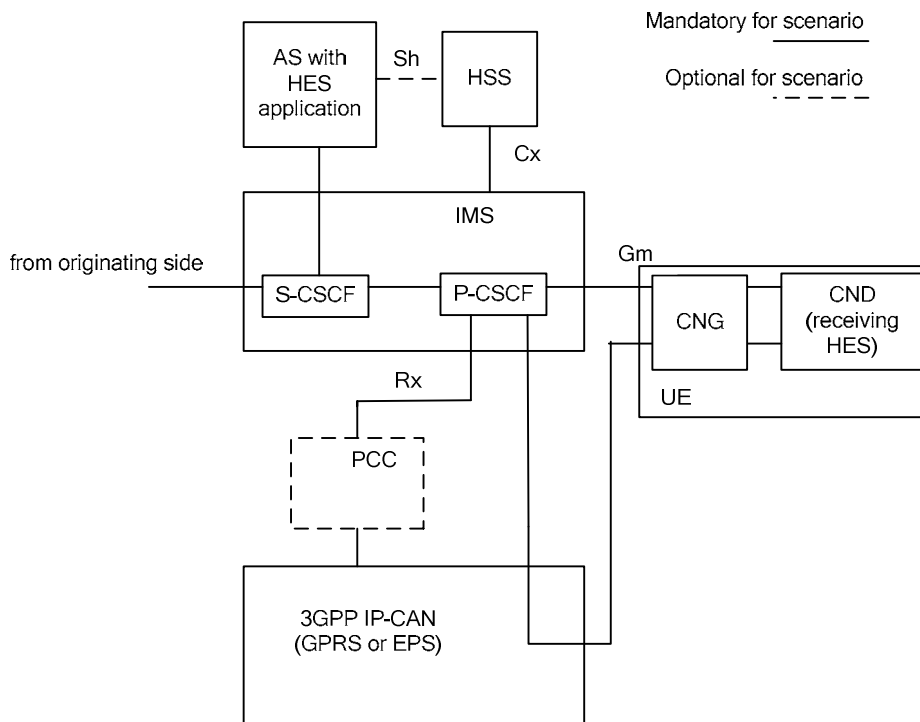 Mandatory for scenario
Optional for scenario
AS with
HES
application
Sh
HSS
Cx
IMS
from originating side
S-CSCF
P-CSCF
Gm
CNG
CND
(receiving
HES)
UE
Rx
PCC
3GPP IP-CAN
(GPRS or EPS)